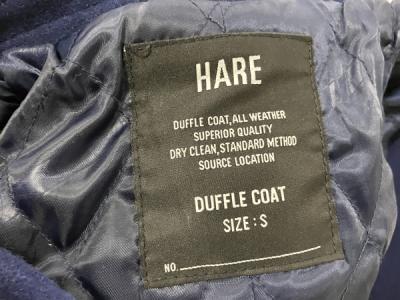 HARE
DUFFLE COAT, ALL WEATHER
SUPERIOR QUALITY
DRY CLEAN, STANDARD METHOD
SOURCE LOCATION
DUFFLE COAT
SIZE : S
NO.